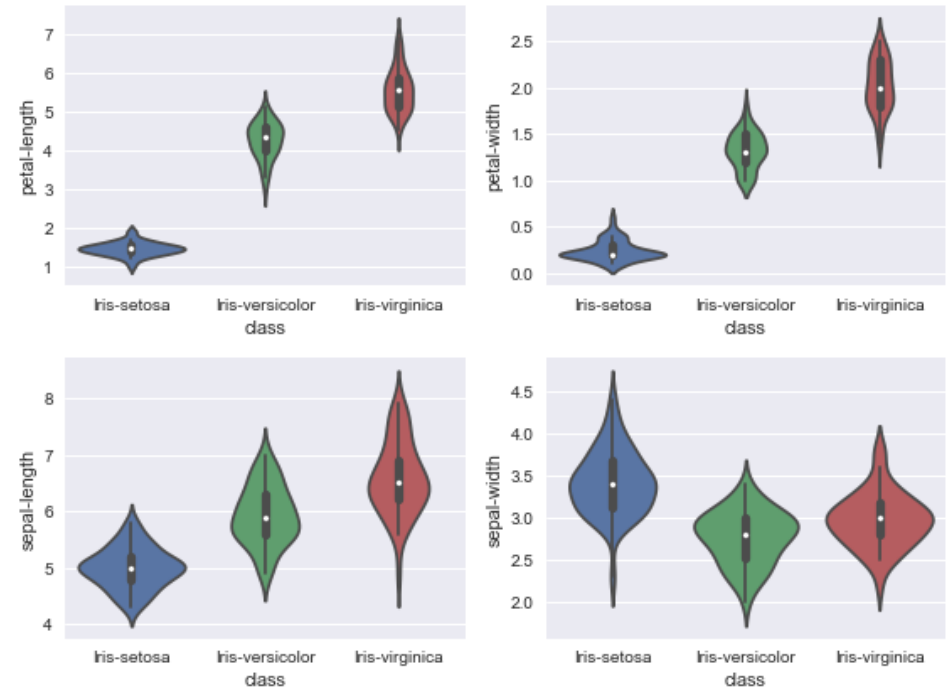 petal-length
7
6
5
4
3
2
1
Iris-setosa Iris-versicolor Iris-virginica
class
petal-width
2.5
2.0
1.5
1.0
0.5
0.0
Iris-setosa Iris-versicolor Iris-virginica
class
sepal-length
8
7
6
5
4
Iris-setosa Iris-versicolor Iris-virginica
class
sepal-width
4.5
4.0
3.5
3.0
2.5
2.0
Iris-setosa Iris-versicolor Iris-virginica
class